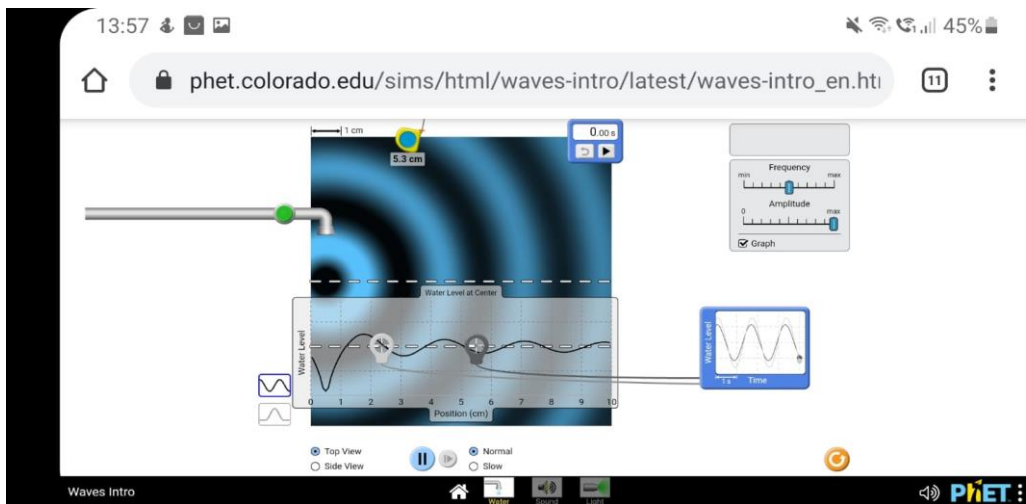 13:57 45%
phet.colorado.edu/sims/html/waves-intro/latest/waves-intro_en.htı 11
1 cm
5.3 cm
0.00 s
Frequency
min max
Amplitude
0 max
Graph
Water Level at Center
Water Level
0 1 2 3 4 5 6 7 8 9 10
Position (cm)
Water Level
1 s Time
Top View
Side View
Normal
Slow
Waves Intro
Water Sound Light
PhET